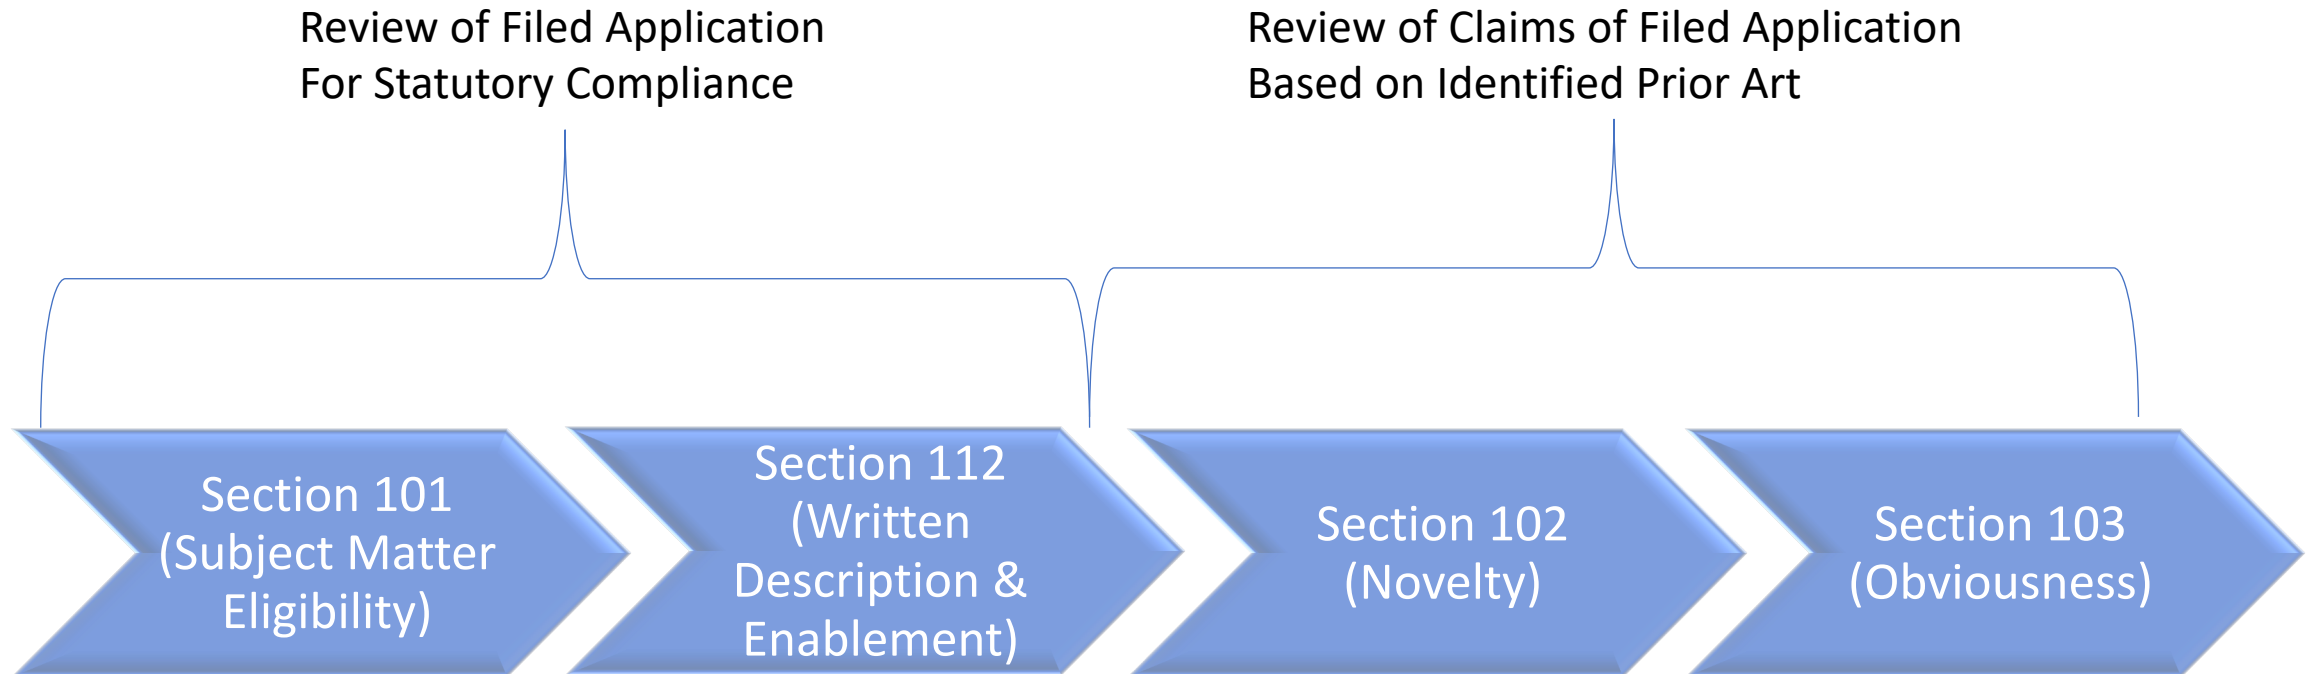 Review of Filed Application
For Statutory Compliance
Review of Claims of Filed Application
Based on Identified Prior Art
Section 101
(Subject Matter
Eligibility)
Section 112
(Written
Description &
Enablement)
Section 102
(Novelty)
Section 103
(Obviousness)